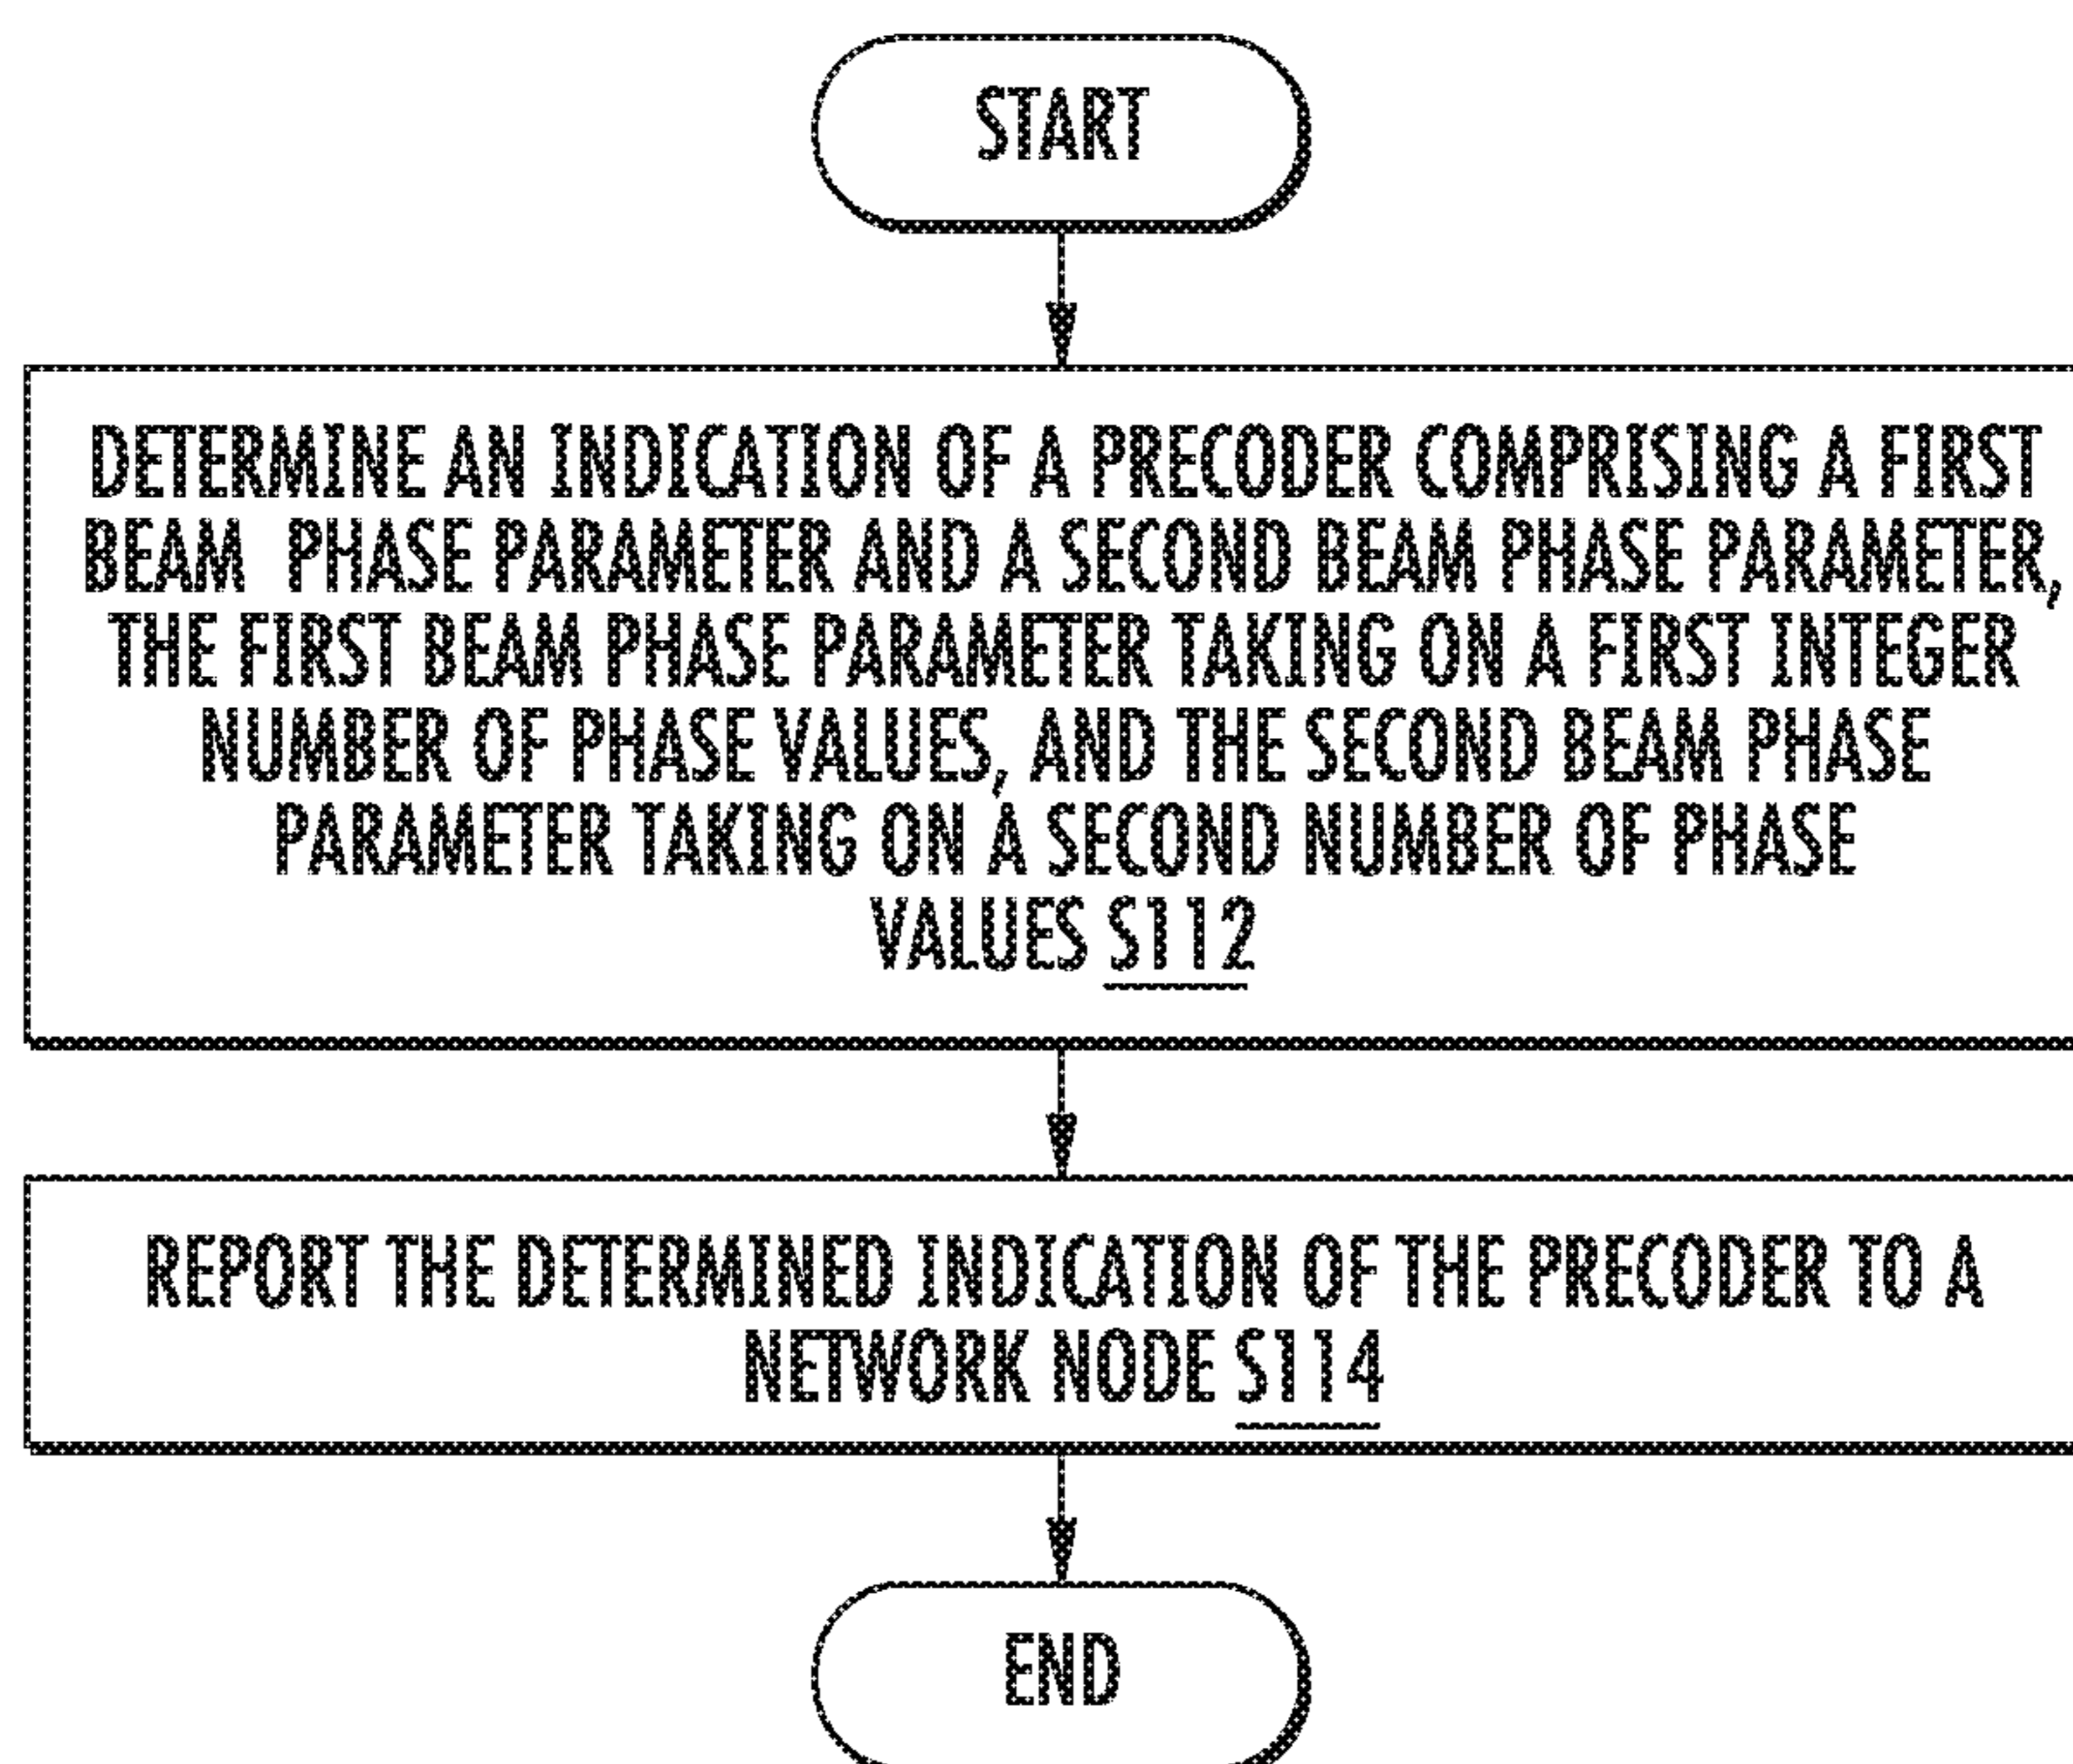 START
DETERMINE AN INDICATION OF A PRECODER COMPRISING A FIRST
BEAM PHASE PARAMETER AND A SECOND BEAM PHASE PARAMETER,
THE FIRST BEAM PHASE PARAMETER TAKING ON A FIRST INTEGER
NUMBER OF PHASE VALUES, AND THE SECOND BEAM PHASE
PARAMETER TAKING ON A SECOND NUMBER OF PHASE
VALUES S112
REPORT THE DETERMINED INDICATION OF THE PRECODER TO A
NETWORK NODE S114
END